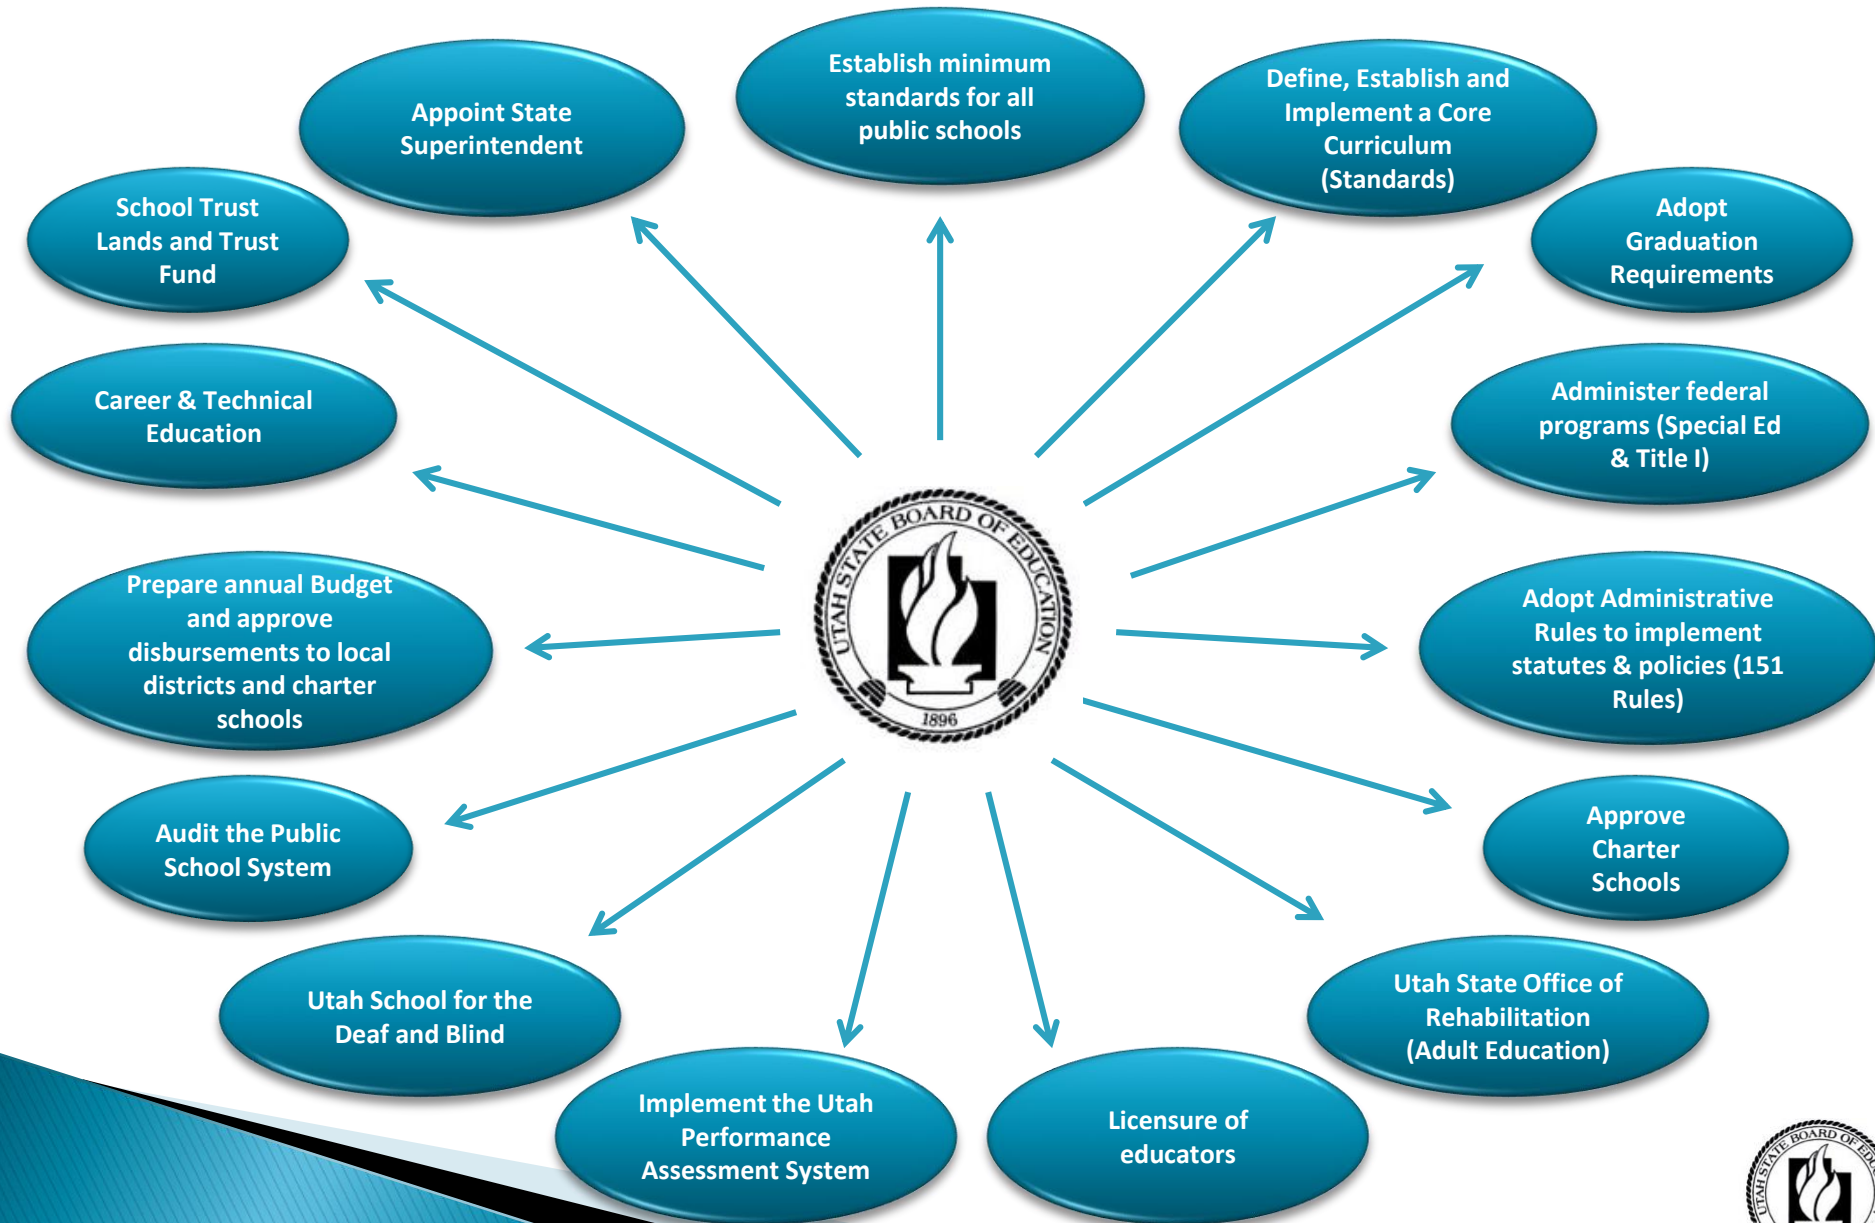 Establish minimum
standards for all
public schools
Define, Establish and
Implement a Core
Curriculum
(Standards)
Appoint State
Superintendent
School Trust
Lands and Trust
Fund
Adopt
Graduation
Requirements
Career & Technical
Education
Administer federal
programs (Special Ed
& Title I)
UTAH STATE BOARD OF EDUCATION
1896
Prepare annual Budget
and approve
disbursements to local
districts and charter
schools
Adopt Administrative
Rules to implement
statutes & policies (151
Rules)
Audit the Public
School System
Approve
Charter
Schools
Utah School for the
Deaf and Blind
Utah State Office of
Rehabilitation
(Adult Education)
Implement the Utah
Performance
Assessment System
Licensure of
educators
UTAH STATE BOARD OF